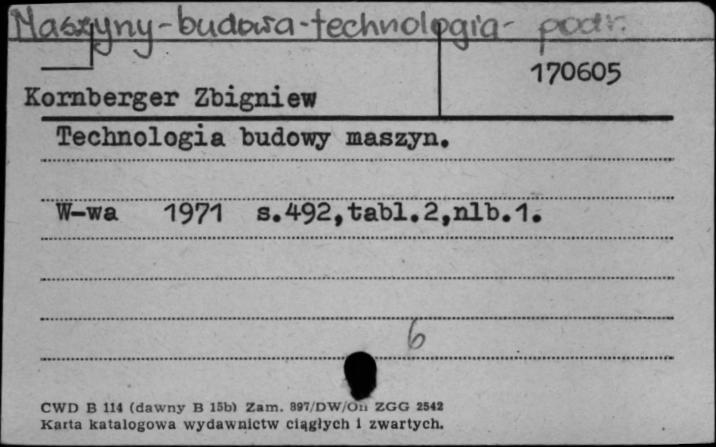 Maszyny-budowa-technologia- podr.
170605
Kornberger Zbigniew
Technologia budowy maszyn.
W-wa 1971 s.492,tabl.2,nlb.1.
6
CWD B 114 (dawny B 15b) Zam. 897/DW/On ZGG 2542
Karta katalogowa wydawnictw ciągłych i zwartych.